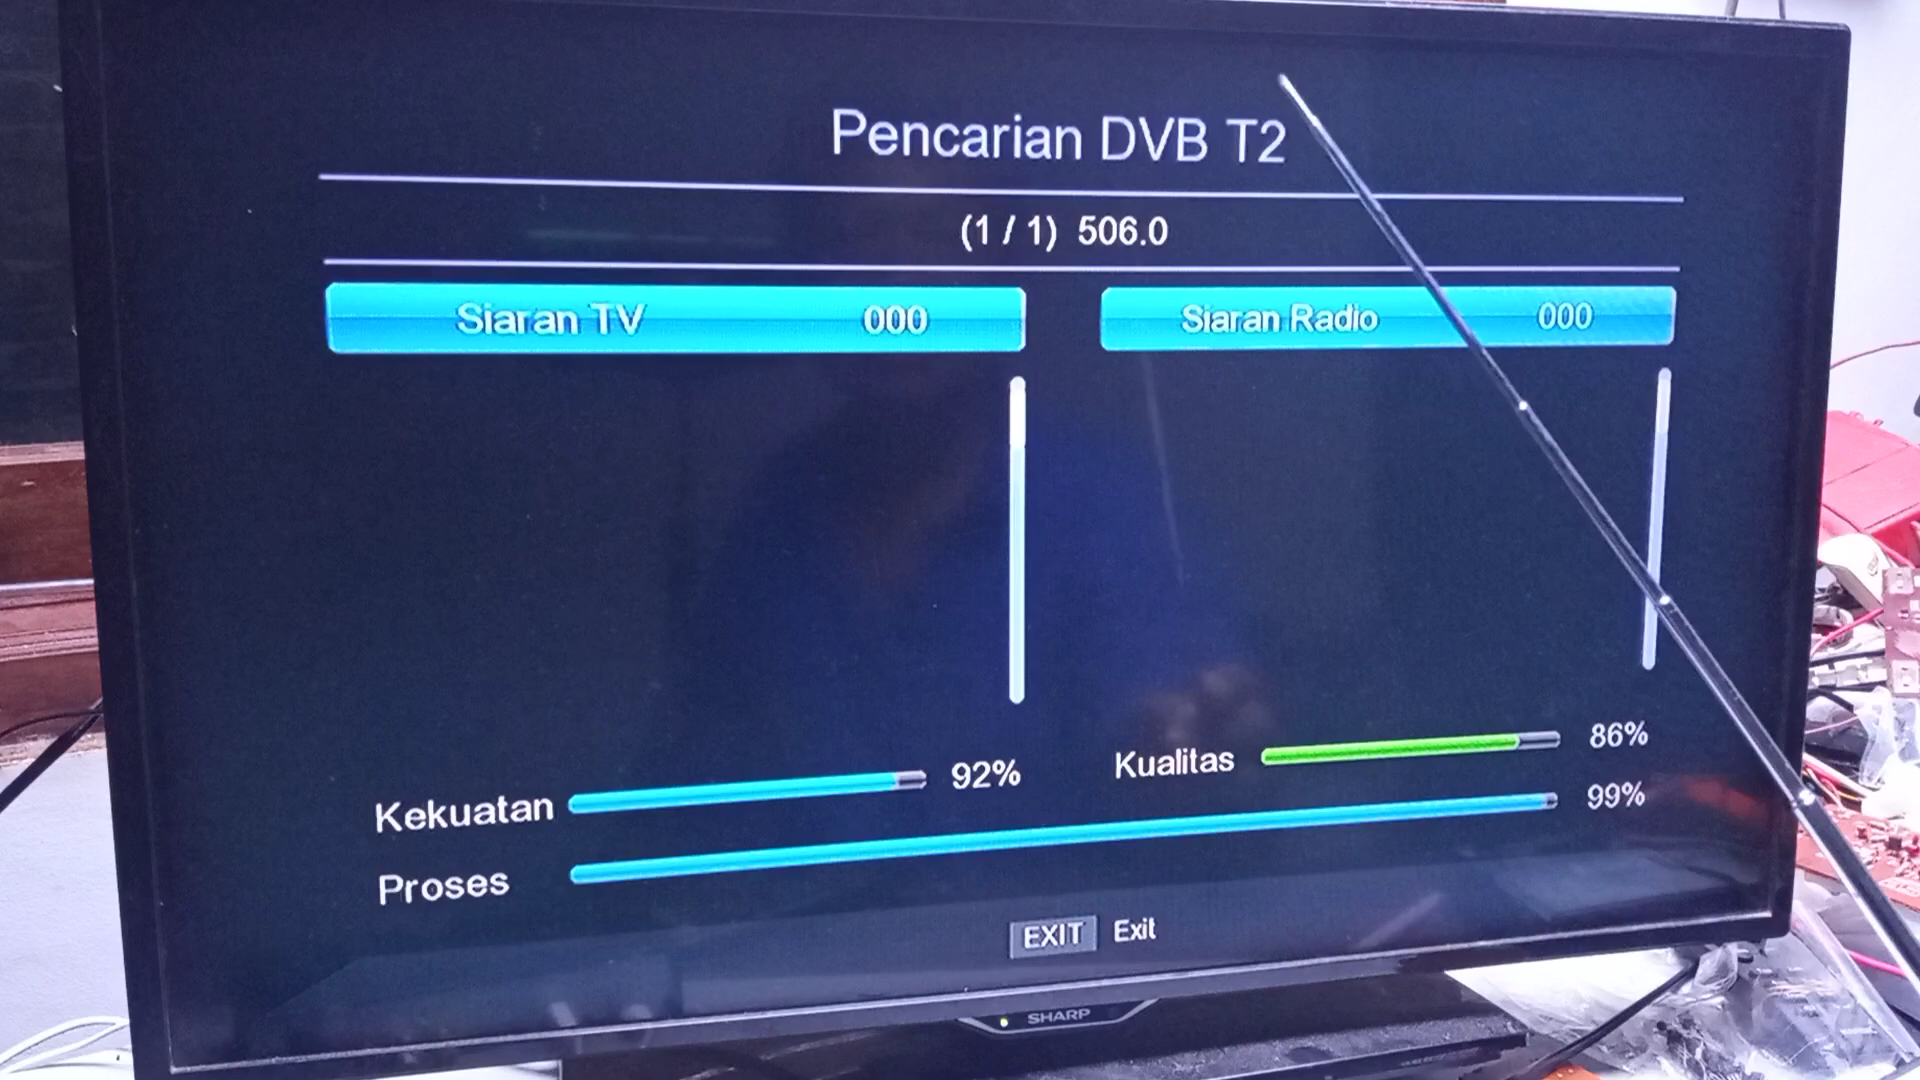 Pencarian DVB T2
(1 / 1) 506.0
Siaran TV 000
Siaran Radio 000
Kekuatan 92%
Kualitas 86%
Proses 99%
EXIT Exit
SHARP